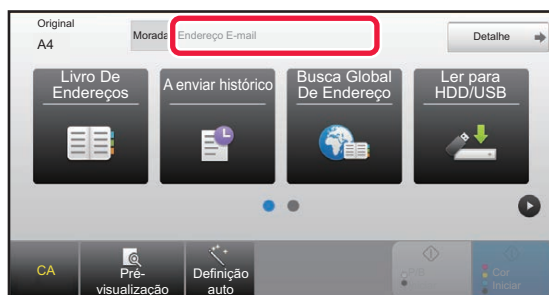 Original
A4
Morada
Endereço E-mail
Detalhe
Livro De
Endereços
A enviar histórico
Busca Global
De Endereço
Ler para
HDD/USB
CA
Pré-
visualização
Definição
auto
Cor
Iniciar